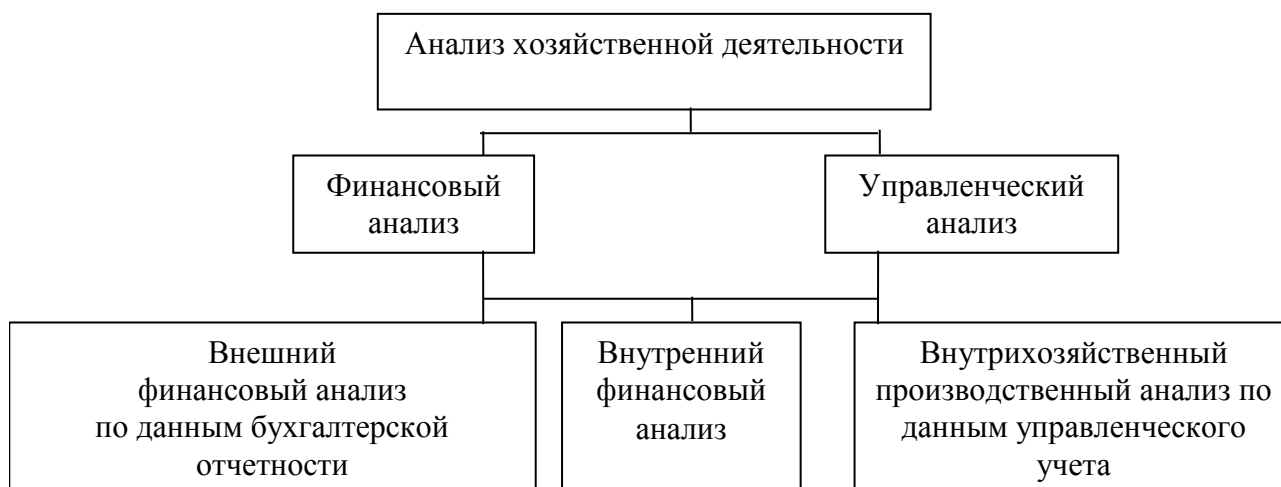 Анализ хозяйственной деятельности
Финансовый
анализ
Управленческий
анализ
Внешний
финансовый анализ
по данным бухгалтерской
отчетности
Внутренний
финансовый
анализ
Внутрихозяйственный
производственный анализ по
данным управленческого
учета